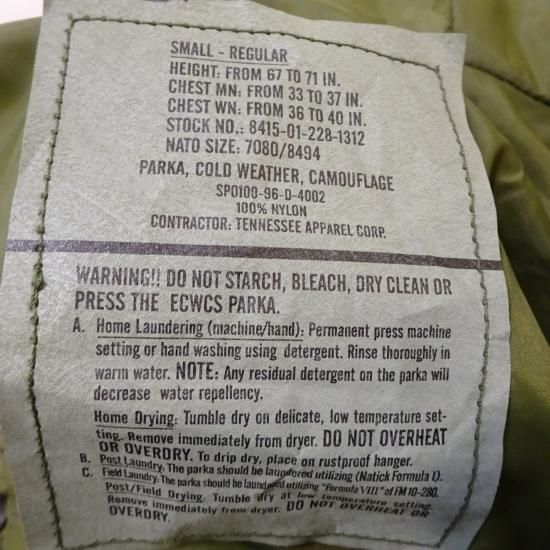 SMALL - REGULAR
HEIGHT: FROM 67 TO 71 IN.
CHEST MN: FROM 33 TO 37 IN.
CHEST WN: FROM 36 TO 40 IN.
STOCK NO.: 8415-01-228-1312
NATO SIZE: 7080/8494
PARKA, COLD WEATHER, CAMOUFLAGE
SPO100-96-D-4002
100% NYLON
CONTRACTOR: TENNESSEE APPAREL CORP.
WARNING!! DO NOT STARCH, BLEACH, DRY CLEAN OR
PRESS THE ECWCS PARKA.
A. Home Laundering (machine/hand): Permanent press machine
setting or hand washing using detergent. Rinse thoroughly in
warm water. NOTE: Any residual detergent on the parka will
decrease water repellency.
Home Drying: Tumble dry on delicate, low temperature set-
ting. Remove immediately from dryer. DO NOT OVERHEAT
OR OVERDRY. To drip dry, place on rustproof hanger.
B. Post Laundry: The parka should be laundered utilizing (Natick Formula I).
C. Field Laundry: The parka should be laundered utilizing "Formula VIII" of FM 10-280.
Post/Field Drying. Tumble dry at low temperature setting.
Remove immediately from dryer. DO NOT OVERHEAT OR
OVERDRY.